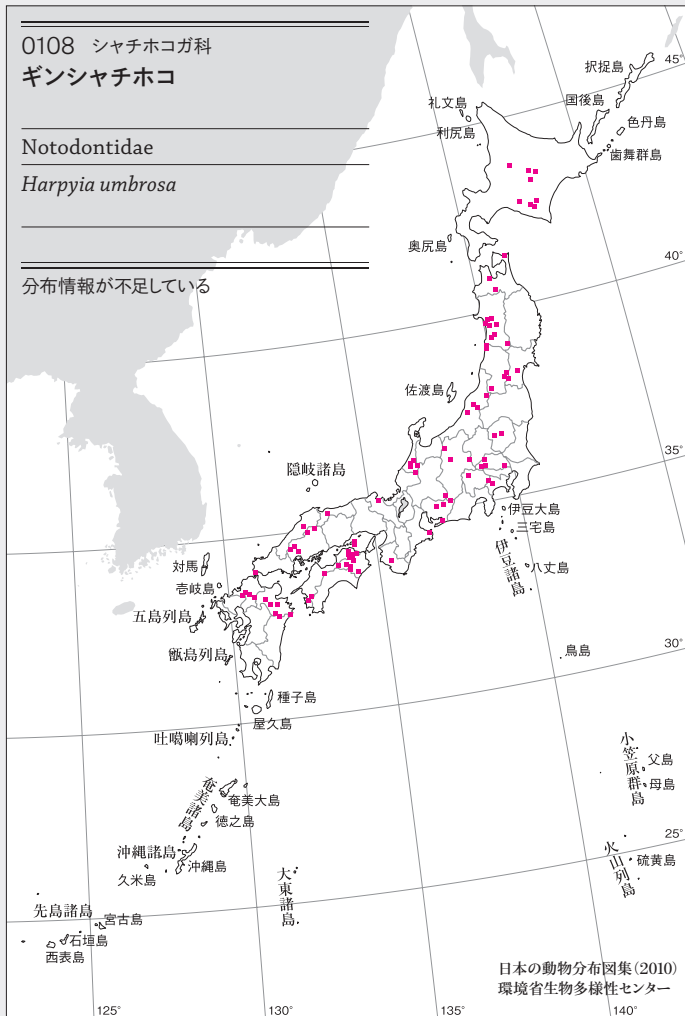 0108 シャチホコガ科
ギンシャチホコ
Notodontidae
Harpyia umbrosa
分布情報が不足している
45°
択捉島
国後島
礼文島
色丹島
利尻島
歯舞群島
奥尻島
40°
佐渡島
35°
隠岐諸島
伊豆大島
三宅島
伊豆諸島
八丈島
対馬
壱岐島
五島列島
甑島列島
鳥島
30°
種子島
屋久島
吐噶喇列島
小笠原群島
父島
母島
奄美諸島
奄美大島
徳之島
25°
沖縄諸島
沖縄島
久米島
火山列島
硫黄島
大東諸島
先島諸島
宮古島
石垣島
西表島
日本の動物分布図集(2010)
環境省生物多様性センター
125°
130°
135°
140°